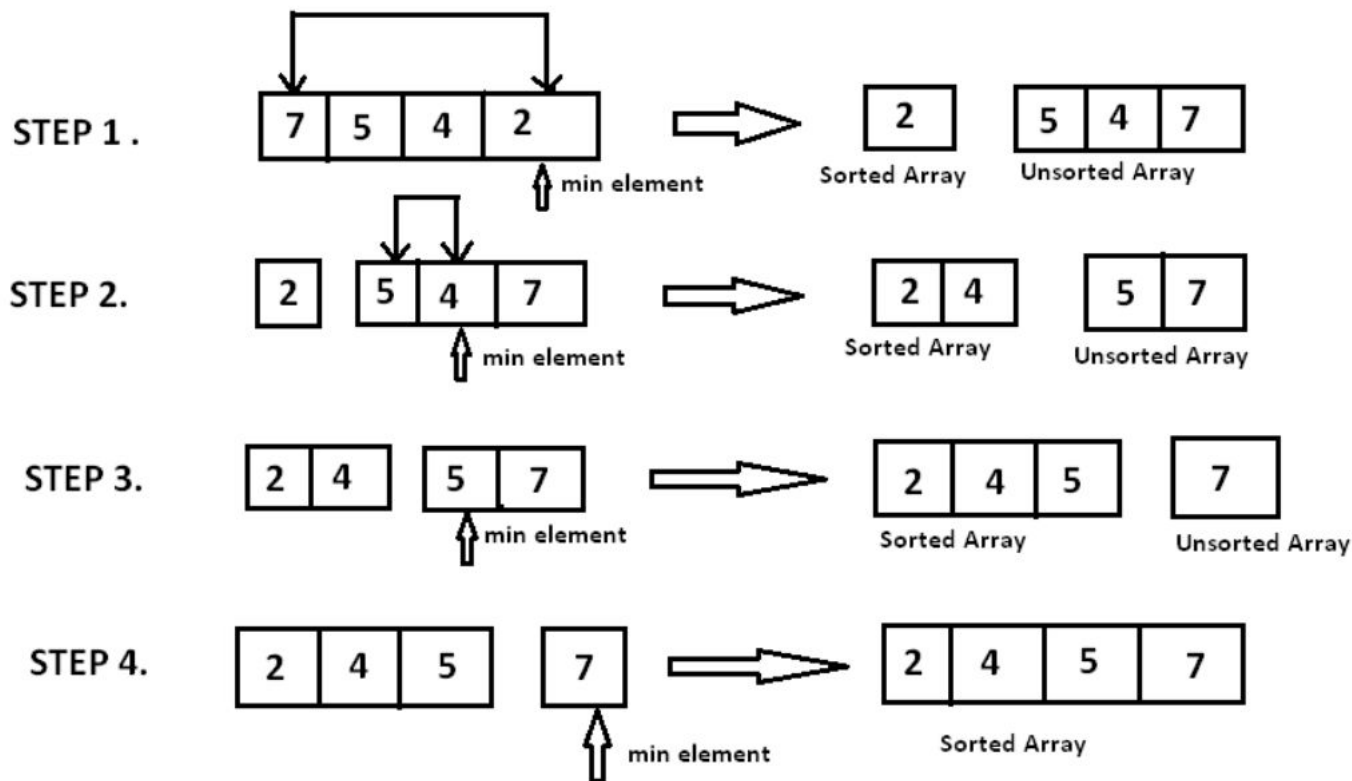 STEP 1 .
7 5 4 2
min element
2
Sorted Array
5 4 7
Unsorted Array
STEP 2.
2
5 4 7
min element
2 4
Sorted Array
5 7
Unsorted Array
STEP 3.
2 4
5 7
min element
2 4 5
Sorted Array
7
Unsorted Array
STEP 4.
2 4 5
7
min element
2 4 5 7
Sorted Array